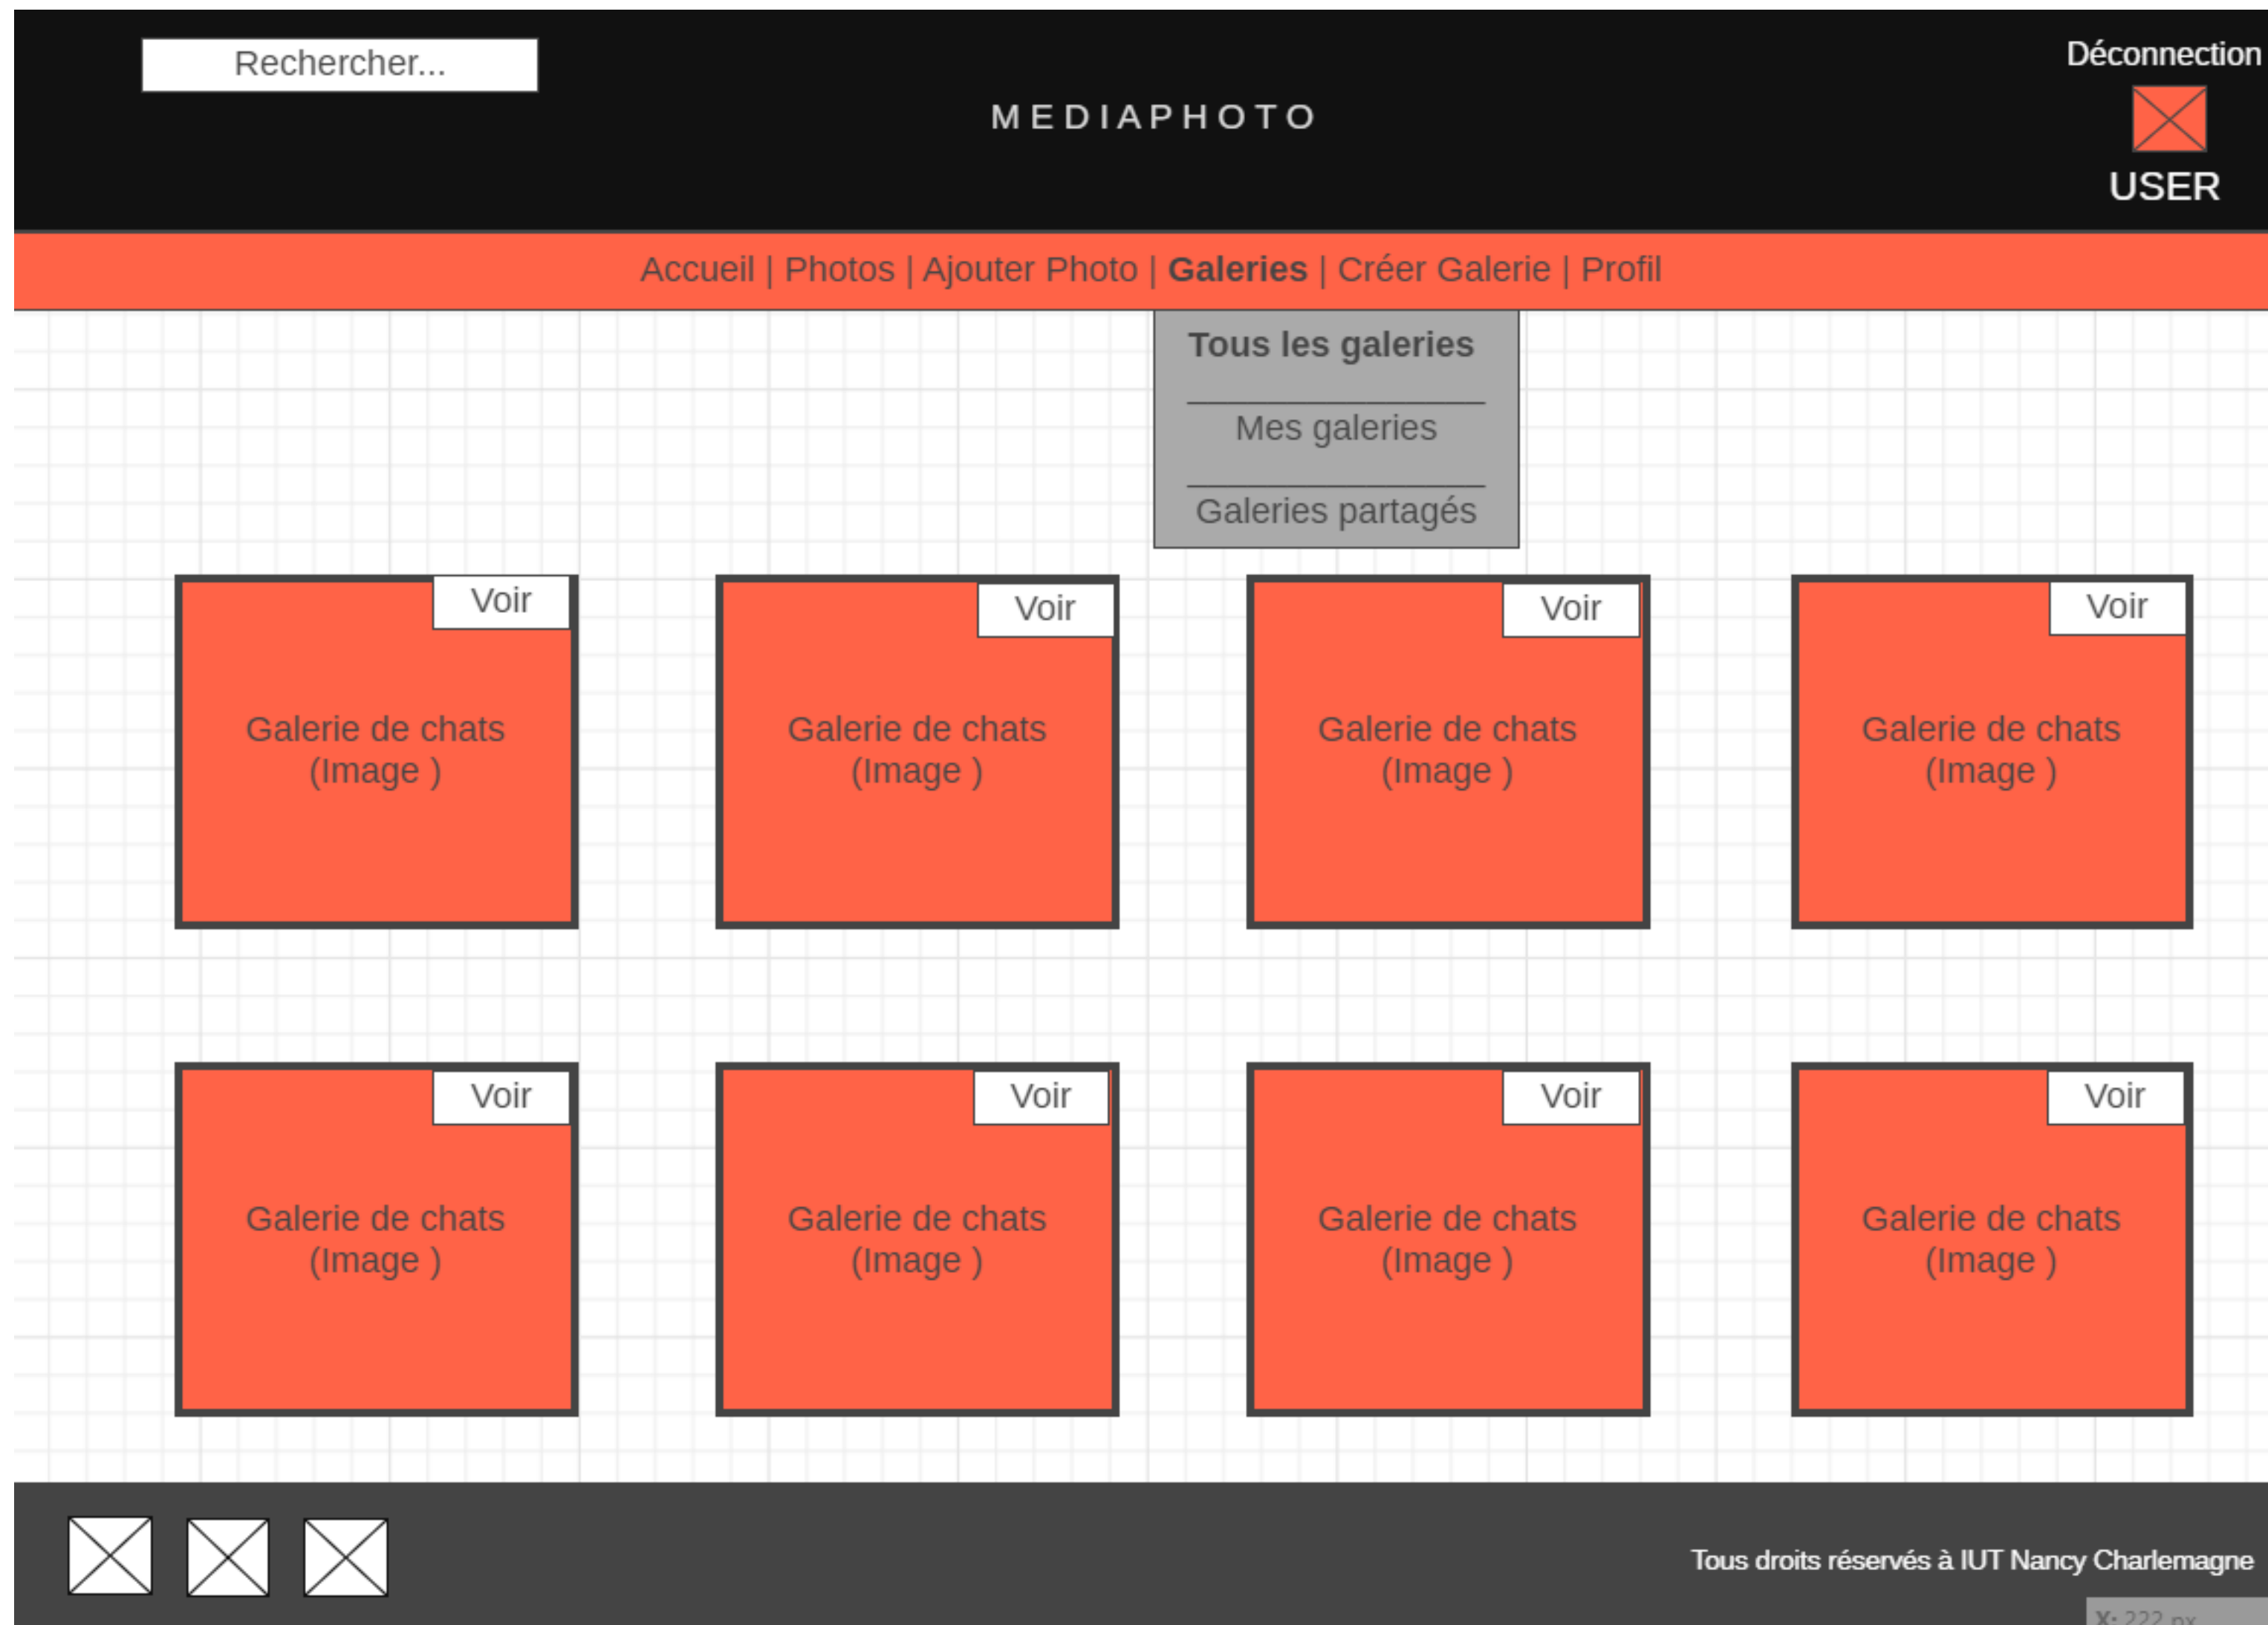 Rechercher...
Déconnection
MEDIAPHOTO
USER
Accueil | Photos | Ajouter Photo | Galeries | Créer Galerie | Profil
Tous les galeries
Mes galeries
Galeries partagés
Voir
Voir
Voir
Voir
Galerie de chats
(Image )
Galerie de chats
(Image )
Galerie de chats
(Image )
Galerie de chats
(Image )
Voir
Voir
Voir
Voir
Galerie de chats
(Image )
Galerie de chats
(Image )
Galerie de chats
(Image )
Galerie de chats
(Image )
Tous droits réservés à IUT Nancy Charlemagne
X: 222 px